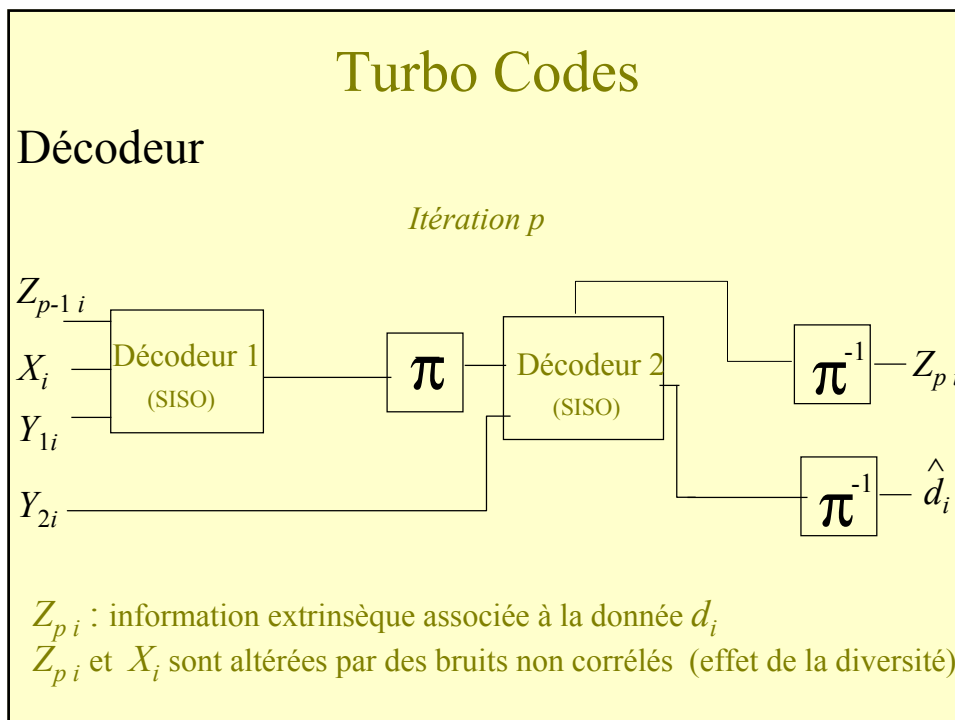 Turbo Codes
Décodeur
Itération p
Z_{p-1 i}
X_i
Y_{1i}
Y_{2i}
Décodeur 1
(SISO)
π
Décodeur 2
(SISO)
π^{-1}
Z_{p i}
π^{-1}
d̂_i
Z_{p i} : information extrinsèque associée à la donnée d_i
Z_{p i} et X_i sont altérées par des bruits non corrélés (effet de la diversité)